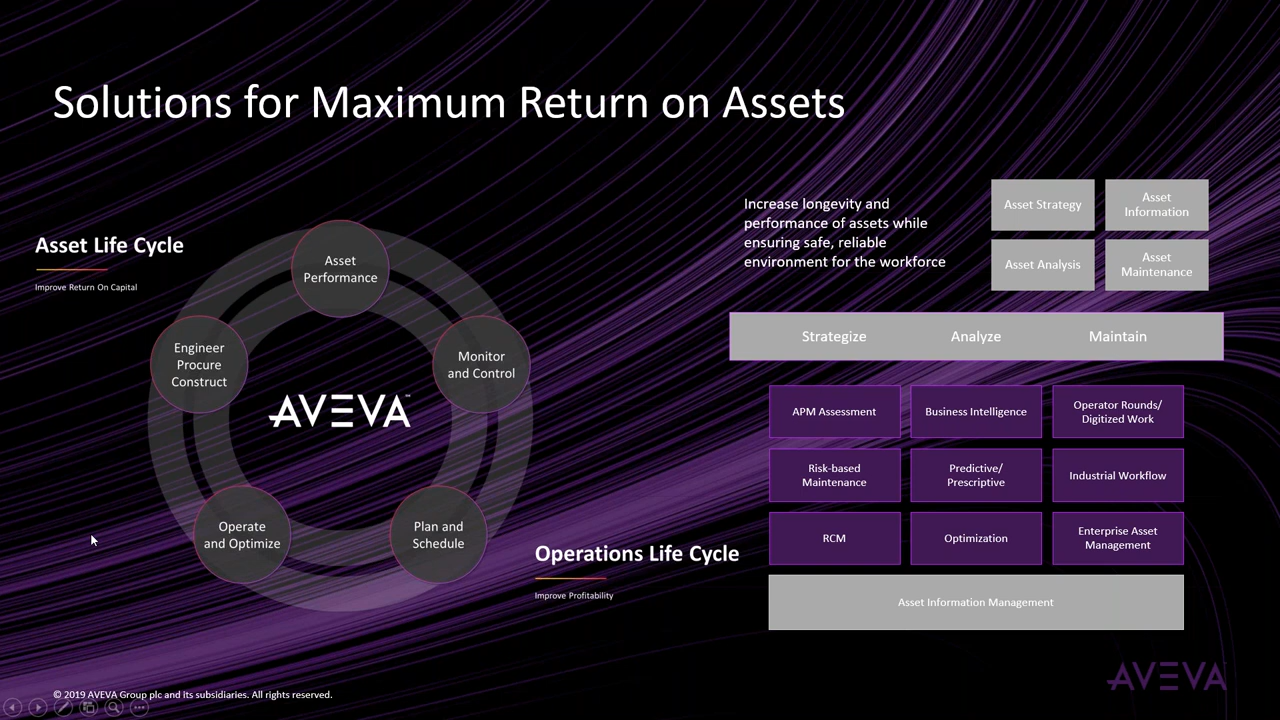 Solutions for Maximum Return on Assets
Asset Life Cycle
Improve Return On Capital
Asset
Performance
Engineer
Procure
Construct
Monitor
and Control
AVEVA™
Operate
and Optimize
Plan and
Schedule
Operations Life Cycle
Improve Profitability
Increase longevity and
performance of assets while
ensuring safe, reliable
environment for the workforce
Asset Strategy
Asset
Information
Asset Analysis
Asset
Maintenance
Strategize
Analyze
Maintain
APM Assessment
Business Intelligence
Operator Rounds/
Digitized Work
Risk-based
Maintenance
Predictive/
Prescriptive
Industrial Workflow
RCM
Optimization
Enterprise Asset
Management
Asset Information Management
© 2019 AVEVA Group plc and its subsidiaries. All rights reserved.
AVEVA